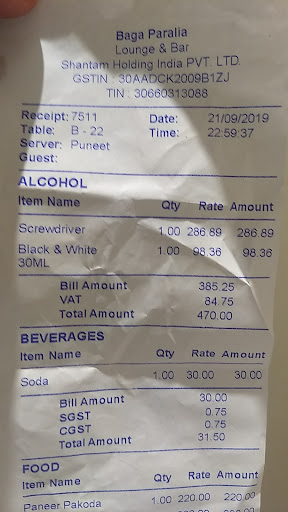 Baga Paralia
Lounge & Bar
Shantam Holding India PVT. LTD.
GSTIN : 30AADCK2009B1ZJ
TIN : 30660313088
Receipt: 7511 Date: 21/09/2019
Table: B - 22 Time: 22:59:37
Server: Puneet
Guest:
ALCOHOL
Item Name Qty Rate Amount
Screwdriver 1.00 286.89 286.89
Black & White 1.00 98.36 98.36
30ML
Bill Amount 385.25
VAT 84.75
Total Amount 470.00
BEVERAGES
Item Name Qty Rate Amount
Soda 1.00 30.00 30.00
Bill Amount 30.00
SGST 0.75
CGST 0.75
Total Amount 31.50
FOOD
Item Name Qty Rate Amount
Paneer Pakoda 1.00 220.00 220.00